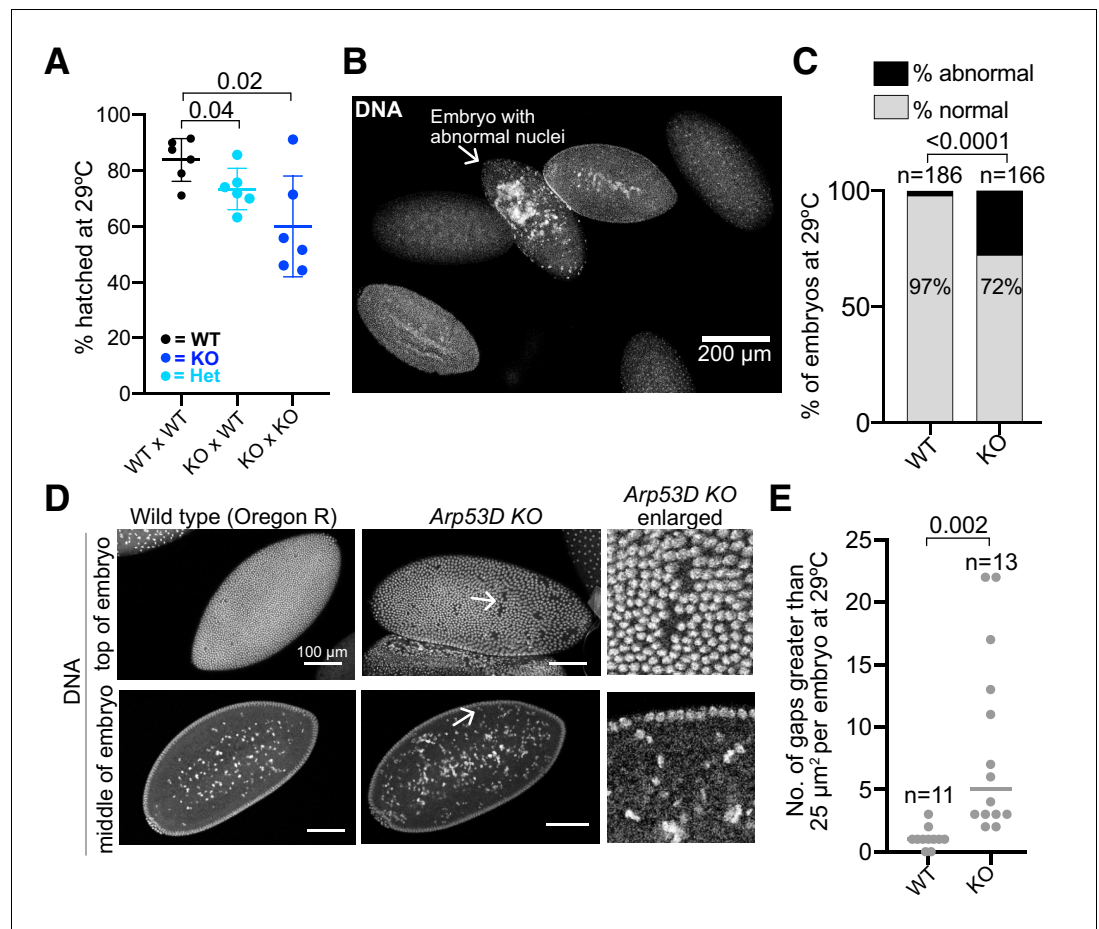 A
% hatched at 29ºC
100
80
60
40
20
0
0.02
0.04
= WT
= KO
= Het
WT x WT
KO x WT
KO x KO
B
DNA
Embryo with
abnormal nuclei
200 µm
C
% abnormal
% normal
<0.0001
n=186
n=166
% of embryos at 29ºC
100
50
0
97%
72%
WT
KO
D
Wild type (Oregon R)
Arp53D KO
Arp53D KO
enlarged
DNA
top of embryo
middle of embryo
100 µm
E
No. of gaps greater than
25 µm² per embryo at 29ºC
25
20
15
10
5
0
0.002
n=13
n=11
WT
KO